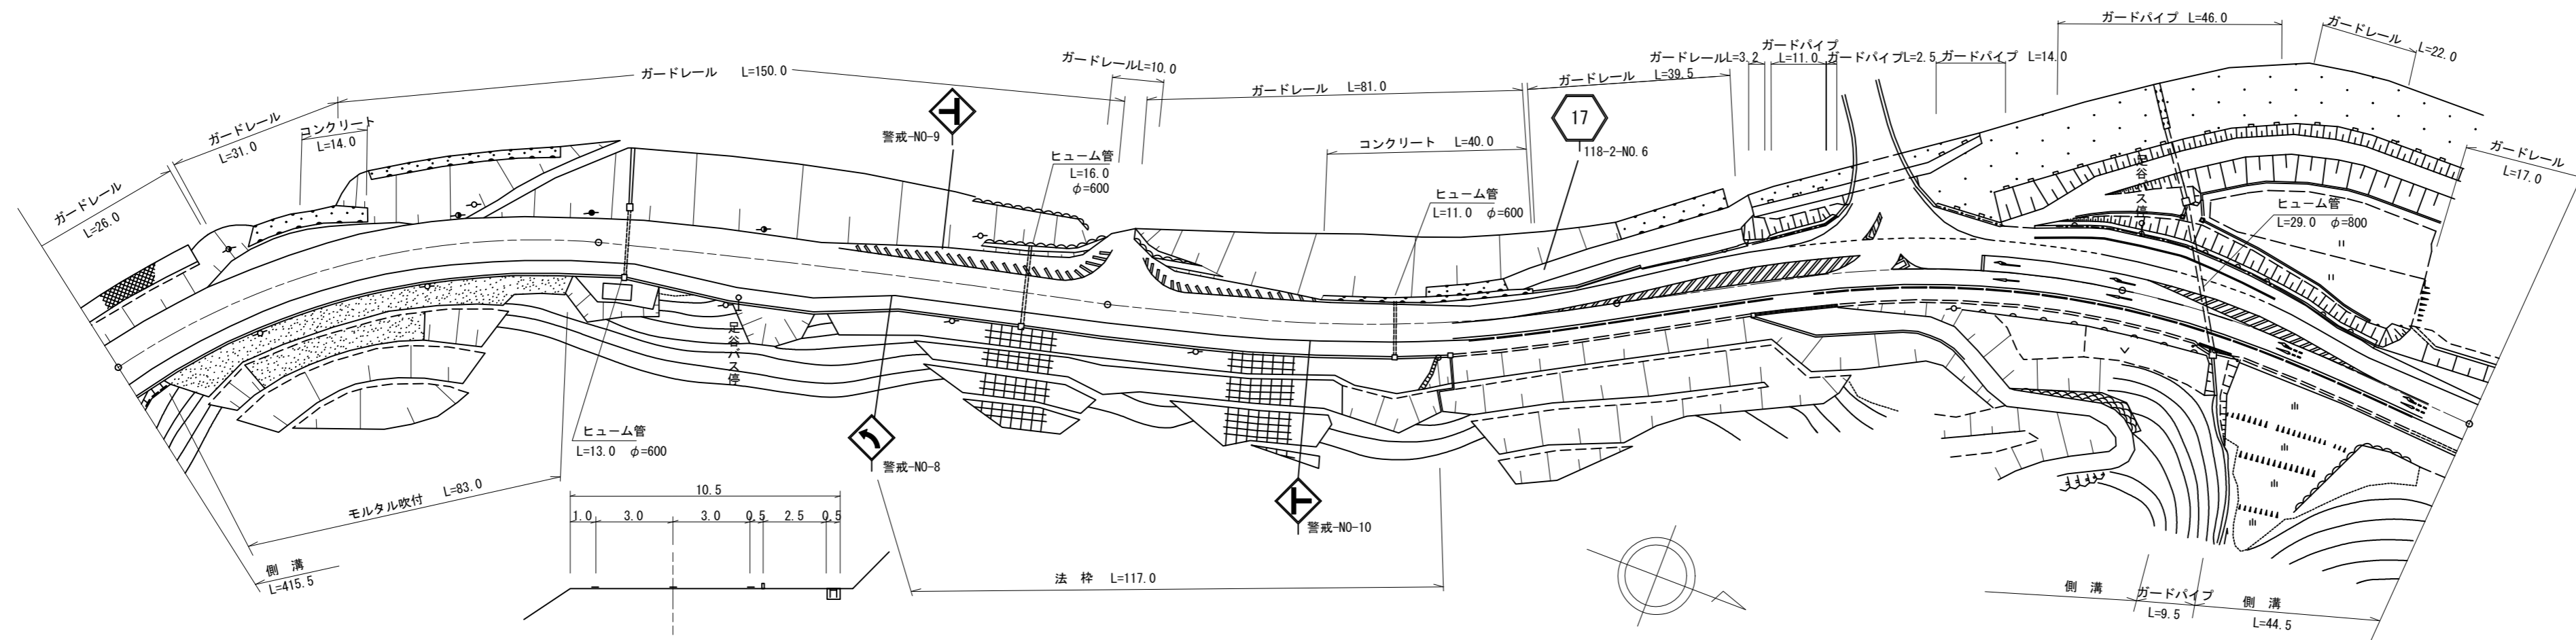 ガードレール
L=26.0
ガードレール
L=31.0
コンクリート
L=14.0
ガードレール L=150.0
警戒-NO-9
ヒューム管
L=16.0
φ=600
ガードレールL=10.0
ガードレール L=81.0
コンクリート L=40.0
ヒューム管
L=11.0 φ=600
ガードレール L=39.5
17
118-2-NO.6
ガードレールL=3.2
ガードパイプ
L=11.0
ガードパイプL=2.5
ガードパイプ L=14.0
ガードパイプ L=46.0
ガードレール L=22.0
ガードレール
L=17.0
足谷バス停
ヒューム管
L=29.0 φ=800
足谷バス停
ヒューム管
L=13.0 φ=600
モルタル吹付 L=83.0
側 溝
L=415.5
10.5
1.0 3.0 3.0 0.5 2.5 0.5
警戒-NO-8
警戒-NO-10
法 枠 L=117.0
側 溝
ガードパイプ
L=9.5
側 溝
L=44.5